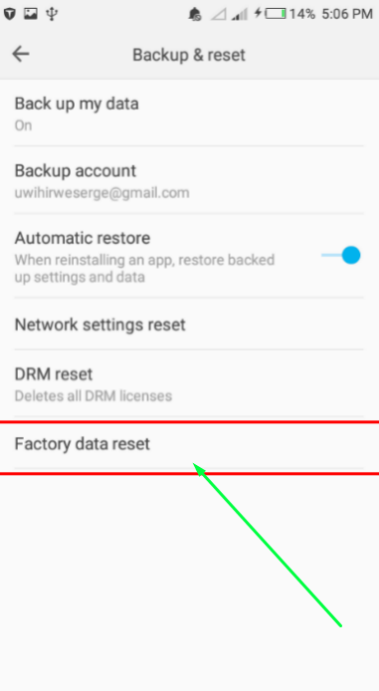 14% 5:06 PM
Backup & reset
Back up my data
On
Backup account
uwihirweserge@gmail.com
Automatic restore
When reinstalling an app, restore backed
up settings and data
Network settings reset
DRM reset
Deletes all DRM licenses
Factory data reset